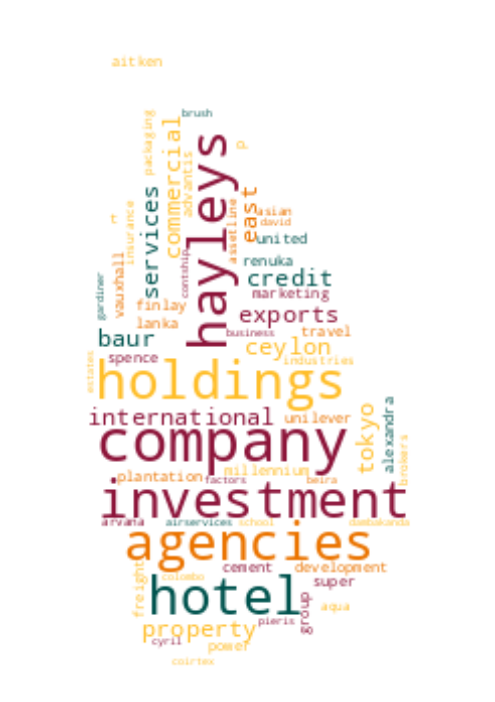 aitken
brush
packaging
commercial
advantis
hayleys
p
services
east
asian
david
assetline
united
rf
insurance
vauxhall
contship
renuka
credit
gardiner
marketing
exports
finlay
lanka
business
travel
baur
ceylon
spence
industries
estates
holdings
international
unilever
tokyo
alexandra
company
brokers
millennium
plantation
factors
beira
investment
arvana
airservices
school
dambakanda
agencies
cement
development
freight
colombo
super
hotel
aqua
group
property
pieris
cyril
power
coirtex